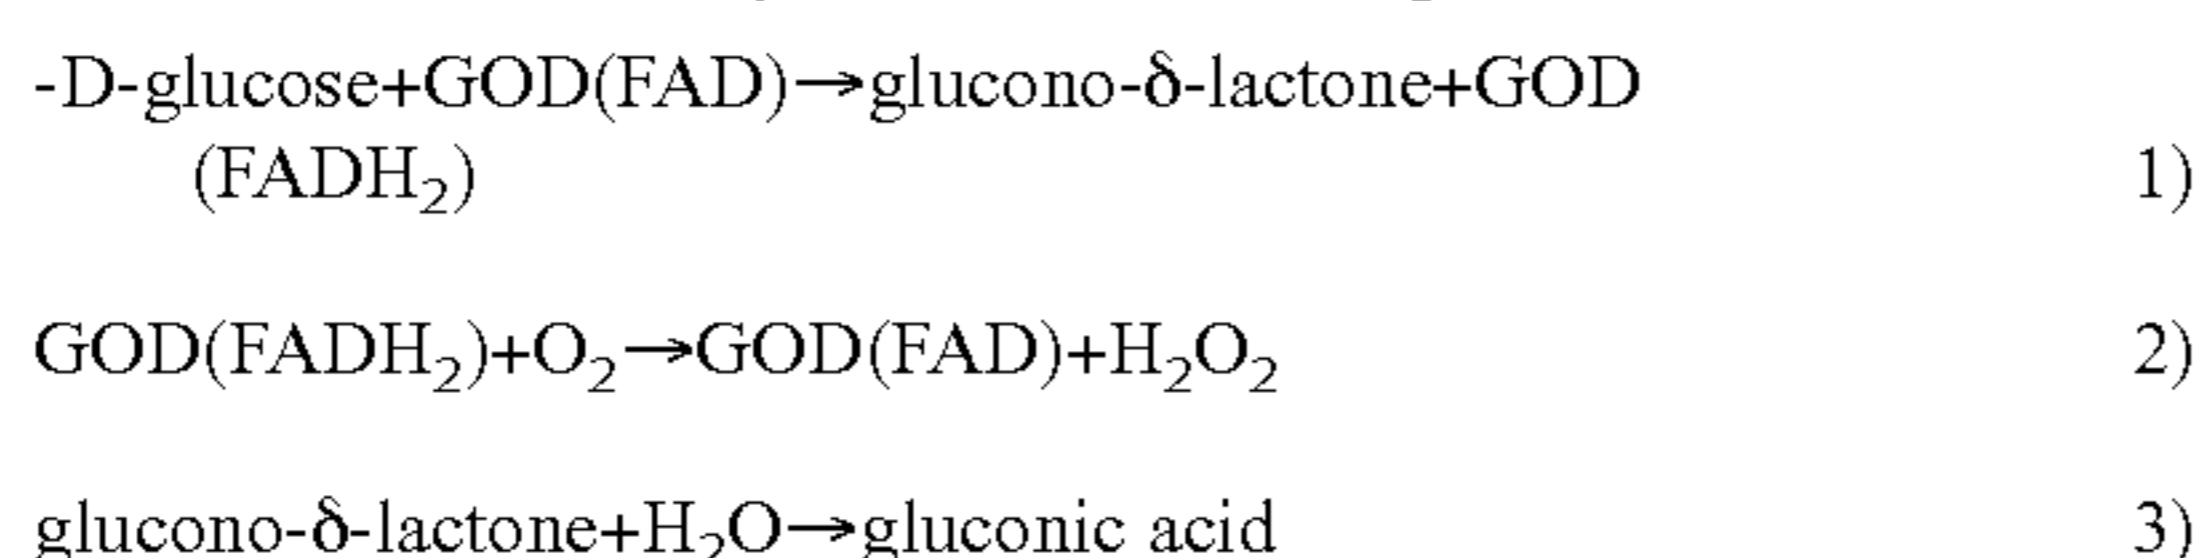 -D-glucose+GOD(FAD)→glucono-δ-lactone+GOD
(FADH₂) 1)
GOD(FADH₂)+O₂→GOD(FAD)+H₂O₂ 2)
glucono-δ-lactone+H₂O→gluconic acid 3)